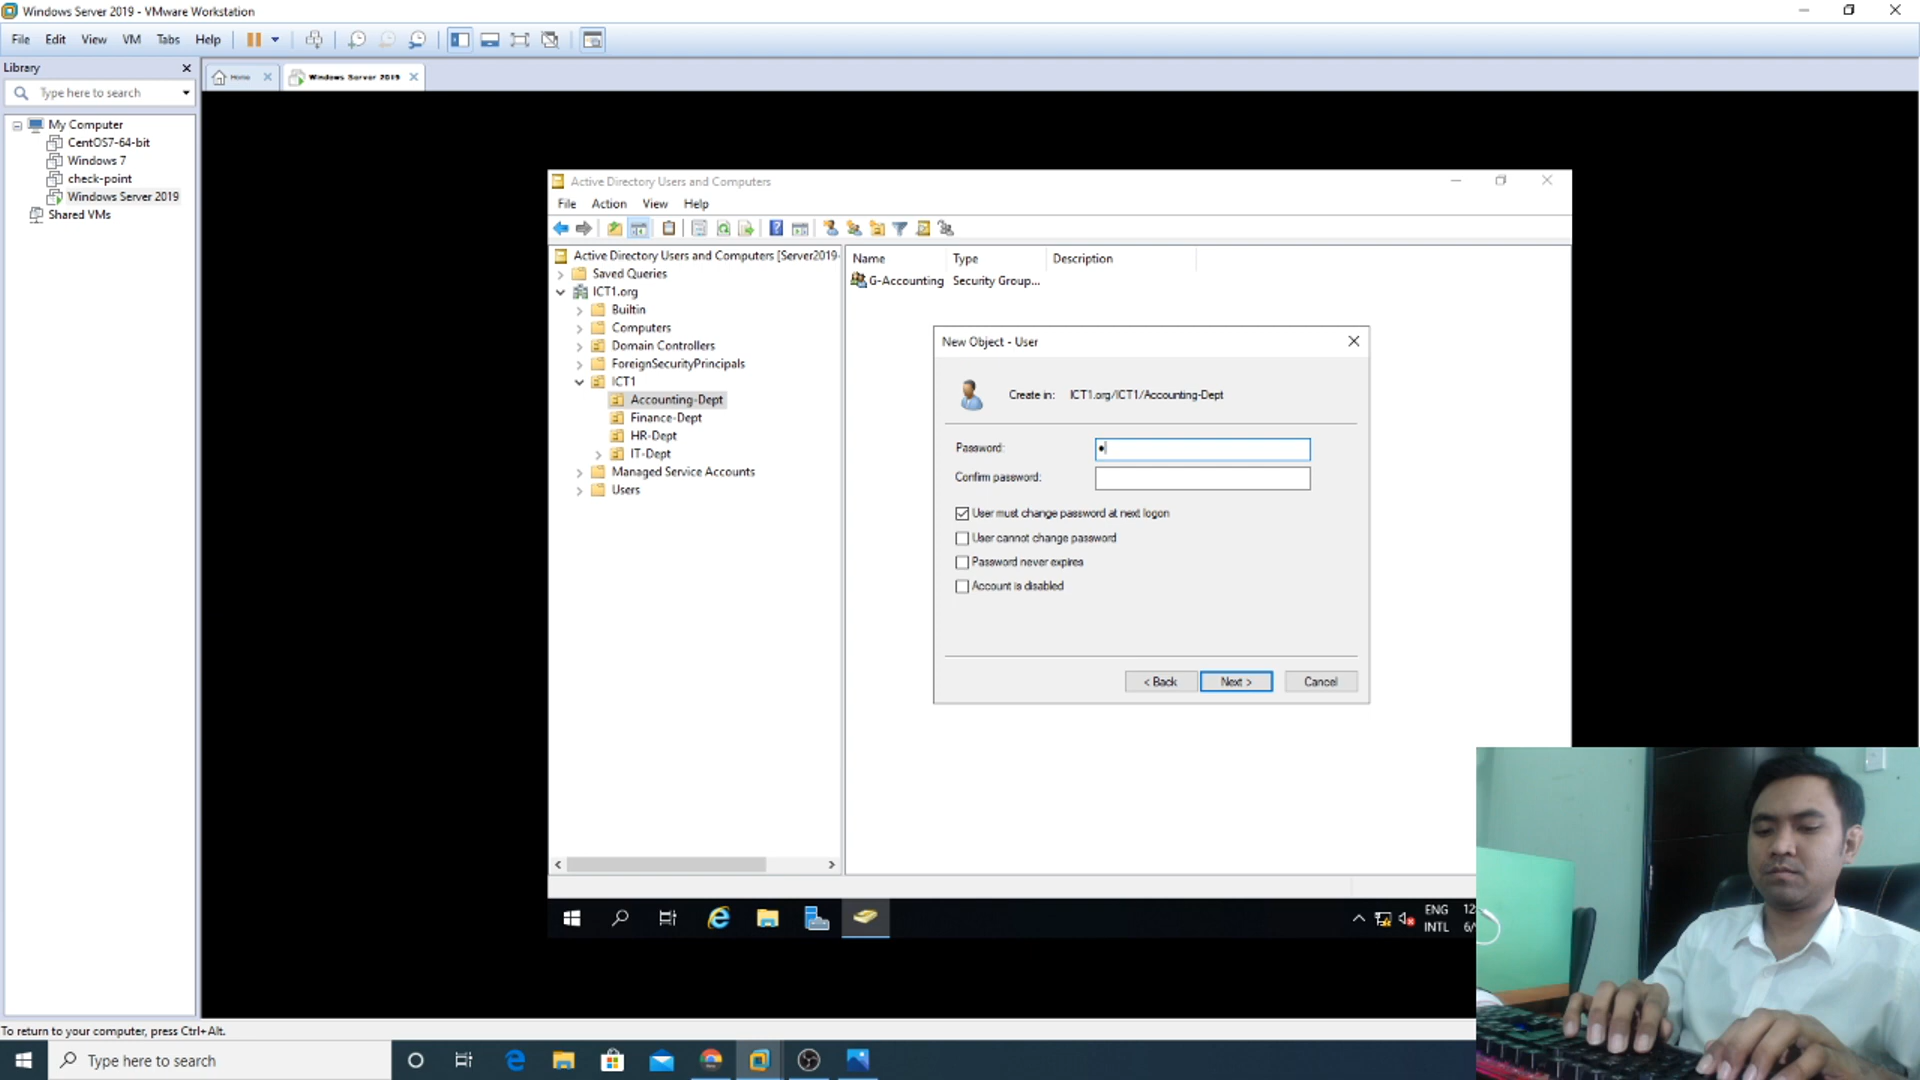 Windows Server 2019 - VMware Workstation
File Edit View VM Tabs Help
Library
Home
Windows Server 2019
Type here to search
My Computer
CentOS7-64-bit
Windows 7
check-point
Windows Server 2019
Shared VMs
Active Directory Users and Computers
File Action View Help
Active Directory Users and Computers [Server2019-
Saved Queries
ICT1.org
Builtin
Computers
Domain Controllers
ForeignSecurityPrincipals
ICT1
Accounting-Dept
Finance-Dept
HR-Dept
IT-Dept
Managed Service Accounts
Users
Name Type Description
G-Accounting Security Group...
New Object - User
Create in: ICT1.org/ICT1/Accounting-Dept
Password:
Confirm password:
User must change password at next logon
User cannot change password
Password never expires
Account is disabled
< Back Next > Cancel
ENG
INTL
12
6/
To return to your computer, press Ctrl+Alt.
Type here to search